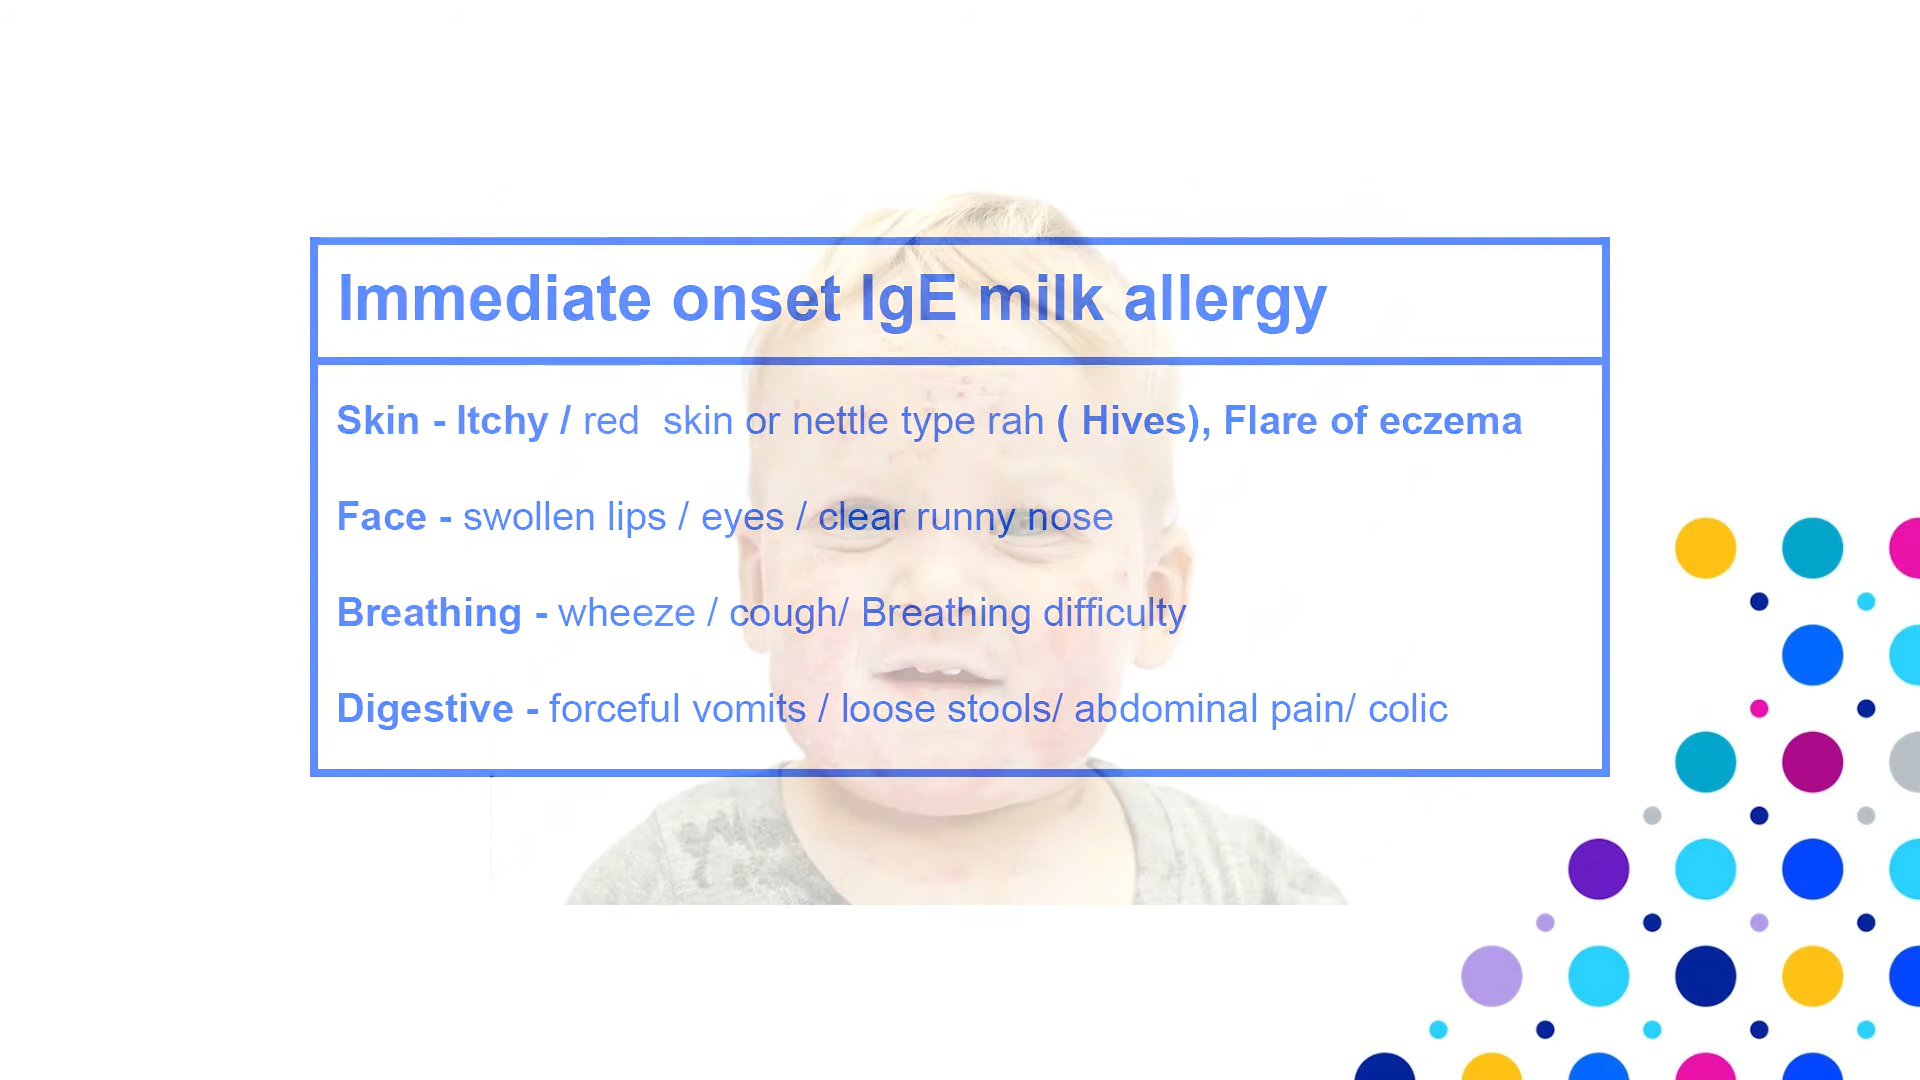 Immediate onset IgE milk allergy
Skin - Itchy / red  skin or nettle type rah ( Hives), Flare of eczema
Face - swollen lips / eyes / clear runny nose
Breathing - wheeze / cough/ Breathing difficulty
Digestive - forceful vomits / loose stools/ abdominal pain/ colic